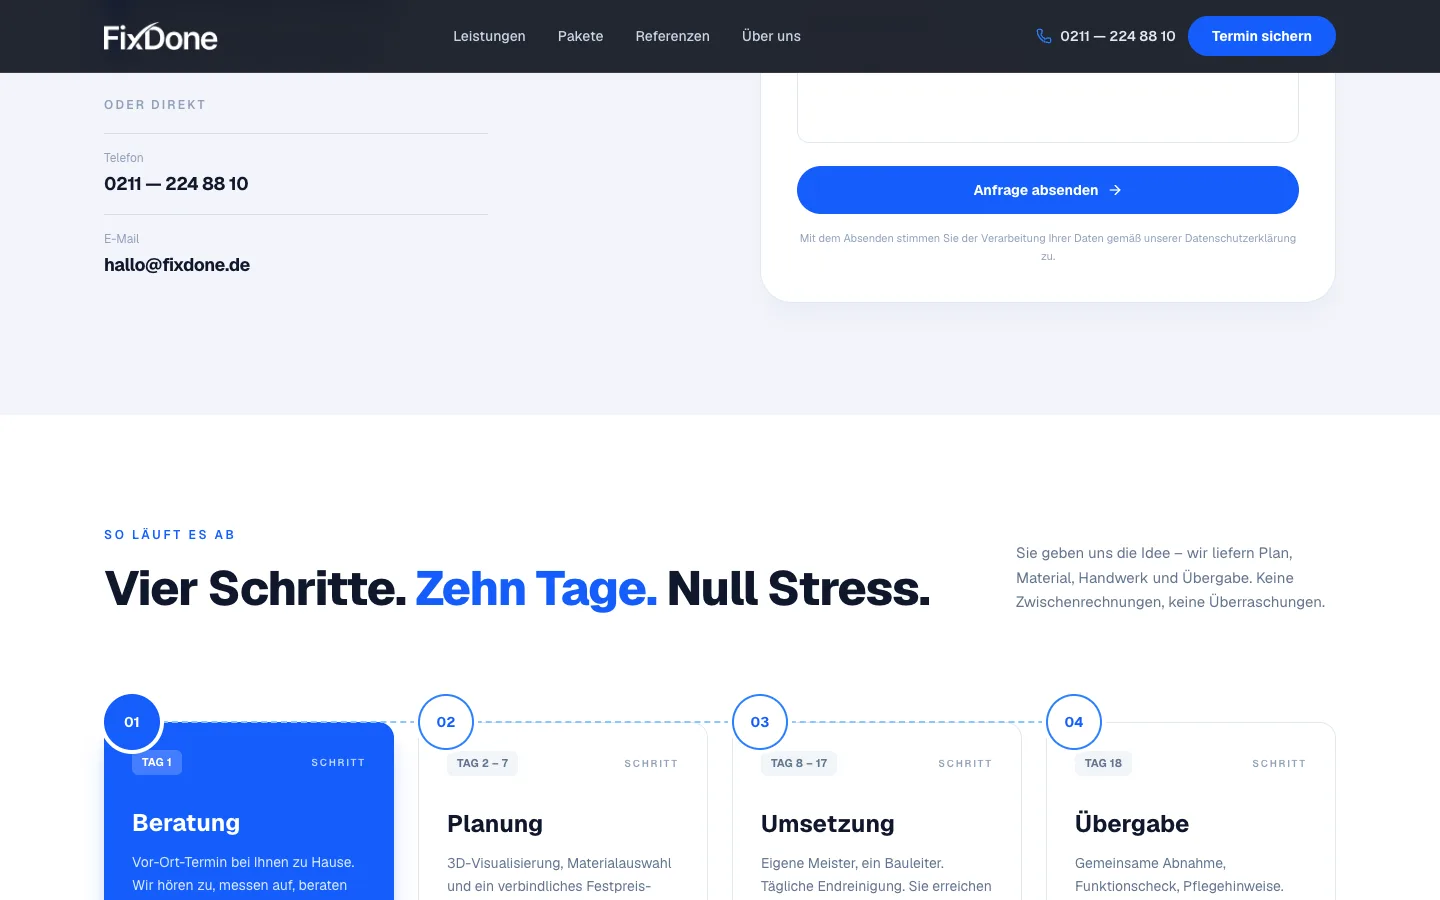 FixDone
Leistungen
Pakete
Referenzen
Über uns
0211 — 224 88 10
Termin sichern
ODER DIREKT
Telefon
0211 — 224 88 10
E-Mail
hallo@fixdone.de
Anfrage absenden →
Mit dem Absenden stimmen Sie der Verarbeitung Ihrer Daten gemäß unserer Datenschutzerklärung
zu.
SO LÄUFT ES AB
Vier Schritte. Zehn Tage. Null Stress.
Sie geben uns die Idee – wir liefern Plan,
Material, Handwerk und Übergabe. Keine
Zwischenrechnungen, keine Überraschungen.
01
TAG 1
SCHRITT
Beratung
Vor-Ort-Termin bei Ihnen zu Hause.
Wir hören zu, messen auf, beraten
02
TAG 2 – 7
SCHRITT
Planung
3D-Visualisierung, Materialauswahl
und ein verbindliches Festpreis-
03
TAG 8 – 17
SCHRITT
Umsetzung
Eigene Meister, ein Bauleiter.
Tägliche Endreinigung. Sie erreichen
04
TAG 18
SCHRITT
Übergabe
Gemeinsame Abnahme,
Funktionscheck, Pflegehinweise.